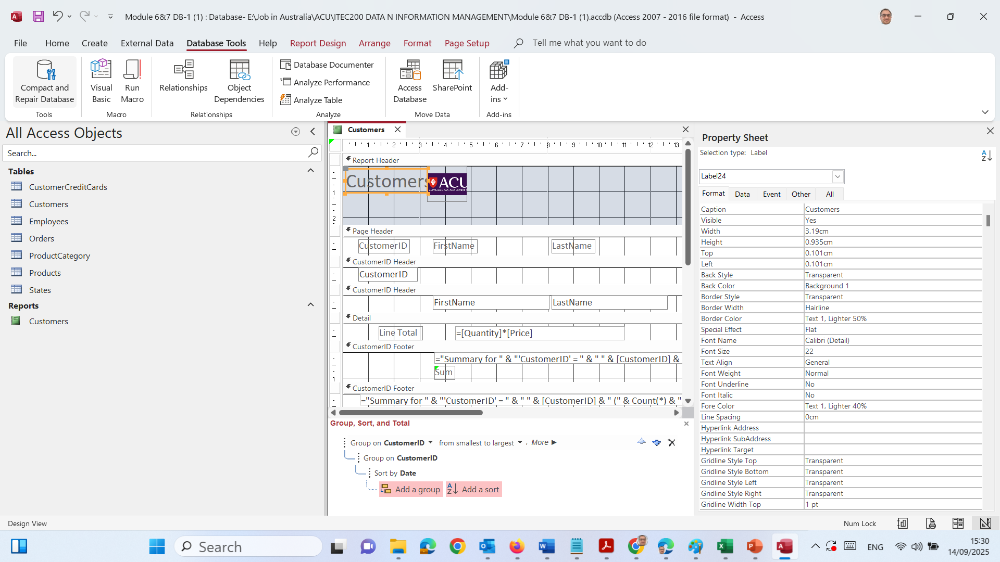 Module 6&7 DB-1 (1) : Database- E:\Job in Australia\ACU\ITEC200 DATA N INFORMATION MANAGEMENT\Module 6&7 DB-1 (1).accdb (Access 2007 - 2016 file format) - Access
File Home Create External Data Database Tools Help Report Design Arrange Format Page Setup Tell me what you want to do
Compact and Repair Database
Tools
Visual Basic
Run Macro
Macro
Relationships
Object Dependencies
Relationships
Database Documenter
Analyze Performance
Analyze Table
Analyze
Access Database
SharePoint
Move Data
Add-ins
Add-ins
All Access Objects
Search...
Tables
CustomerCreditCards
Customers
Employees
Orders
ProductCategory
Products
States
Reports
Customers
Customers
1 2 3 4 5 6 7 8 9 10 11 12 13
Report Header
Customers
ACU
AUSTRALIAN CATHOLIC UNIVERSITY
1
2
Page Header
CustomerID FirstName LastName
CustomerID Header
CustomerID
CustomerID Header
FirstName LastName
Detail
Line Total =[Quantity]*[Price]
CustomerID Footer
="Summary for " & "'CustomerID' = " & " " & [CustomerID] &
Sum
1
CustomerID Footer
="Summary for " & "'CustomerID' = " & " " & [CustomerID] & " (" & Count(*) & "
Group, Sort, and Total
Group on CustomerID from smallest to largest , More
Group on CustomerID
Sort by Date
Add a group Add a sort
Property Sheet
Selection type: Label
Label24
Format Data Event Other All
Caption Customers
Visible Yes
Width 3.19cm
Height 0.935cm
Top 0.101cm
Left 0.101cm
Back Style Transparent
Back Color Background 1
Border Style Transparent
Border Width Hairline
Border Color Text 1, Lighter 50%
Special Effect Flat
Font Name Calibri (Detail)
Font Size 22
Text Align General
Font Weight Normal
Font Underline No
Font Italic No
Fore Color Text 1, Lighter 40%
Line Spacing 0cm
Hyperlink Address
Hyperlink SubAddress
Hyperlink Target
Gridline Style Top Transparent
Gridline Style Bottom Transparent
Gridline Style Left Transparent
Gridline Style Right Transparent
Gridline Width Top 1 pt
Design View
Num Lock
Search
ENG
15:30
14/09/2025